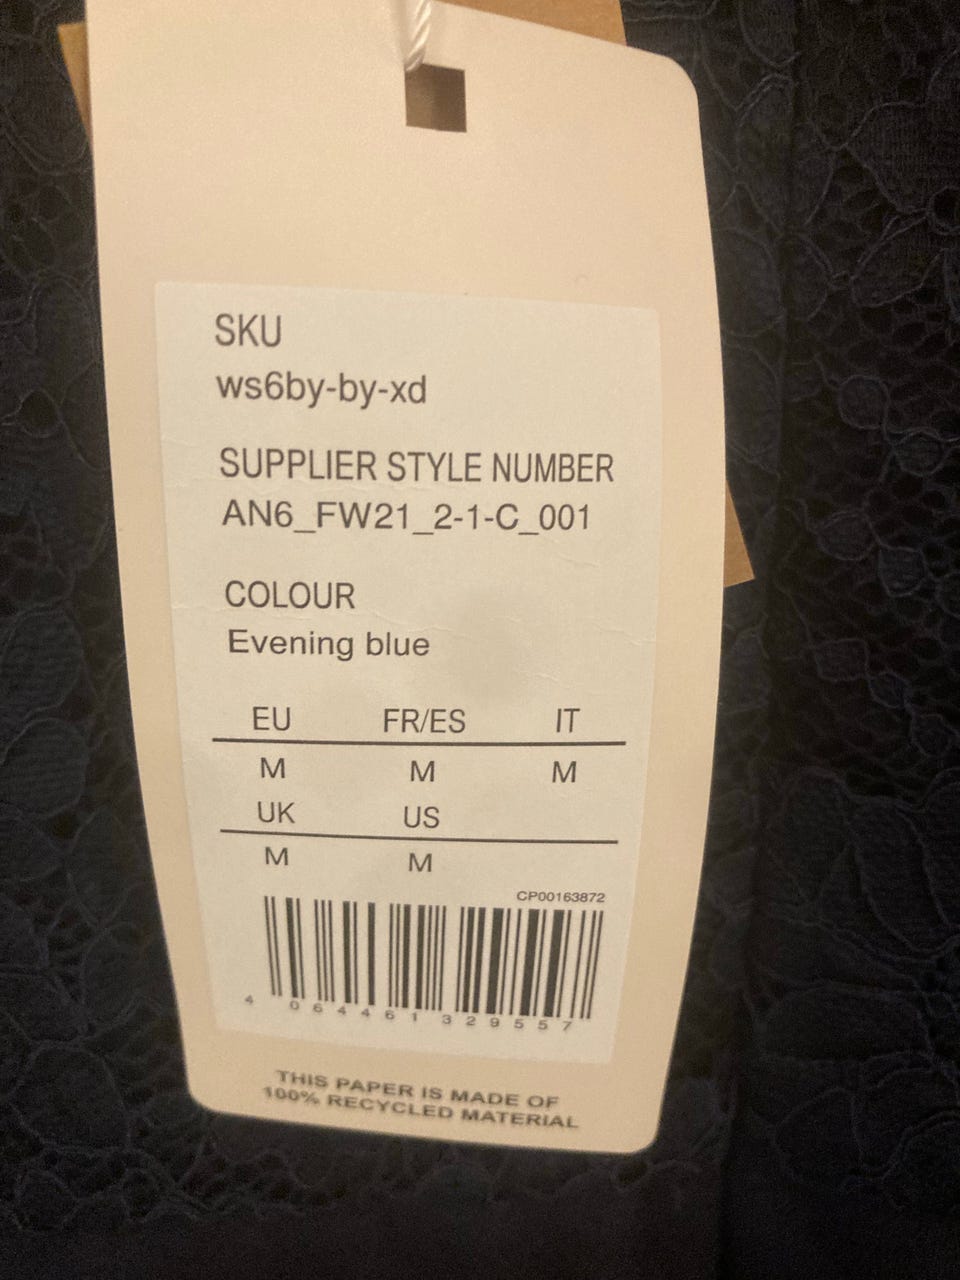 SKU
ws6by-by-xd
SUPPLIER STYLE NUMBER
AN6_FW21_2-1-C_001
COLOUR
Evening blue
EU FR/ES IT
M M M
UK US
M M
CP00163872
4 064461 329557
THIS PAPER IS MADE OF
100% RECYCLED MATERIAL